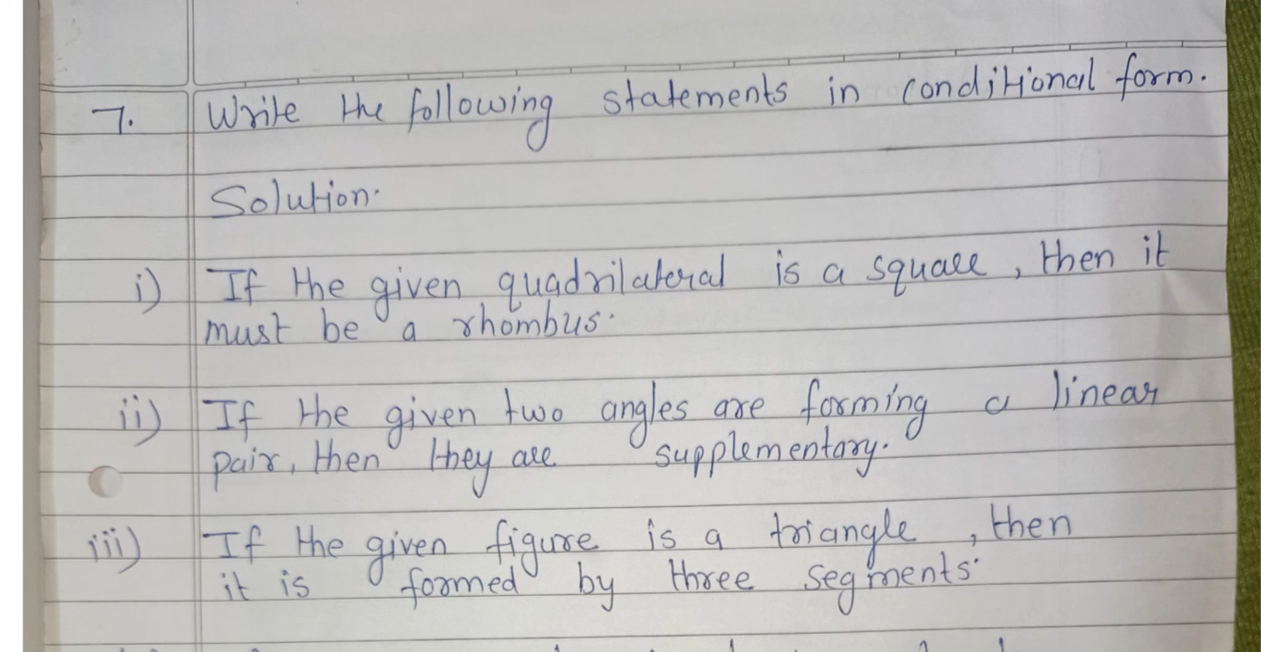 7. Write the following statements in conditional form.
Solution.
i) If the given quadrilateral is a square, then it
must be a rhombus.
ii) If the given two angles are forming a linear
pair, then they are supplementary.
iii) If the given figure is a triangle, then
it is formed by three segments.